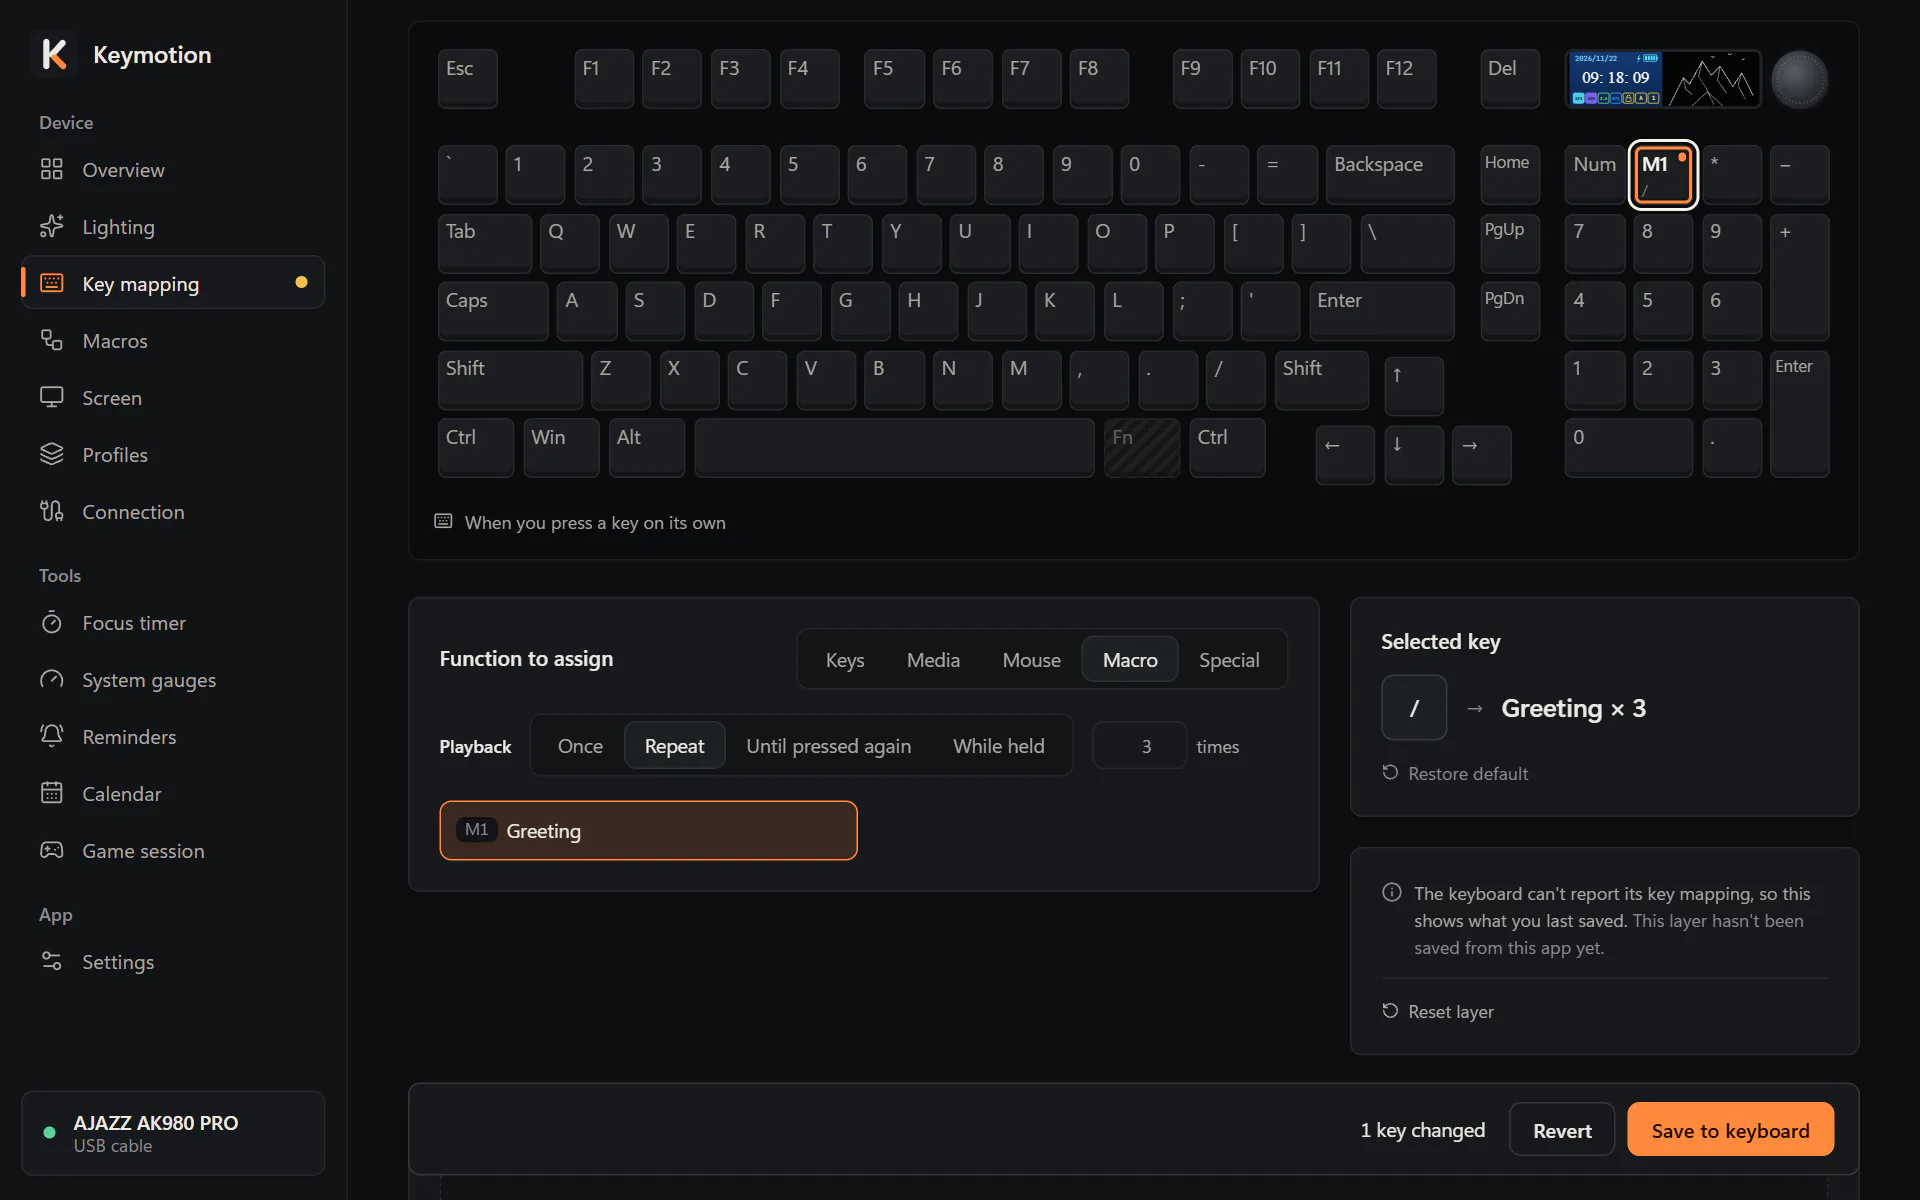 Keymotion
Device
Overview
Lighting
Key mapping
Macros
Screen
Profiles
Connection
Tools
Focus timer
System gauges
Reminders
Calendar
Game session
App
Settings
AJAZZ AK980 PRO
USB cable
Esc F1 F2 F3 F4 F5 F6 F7 F8 F9 F10 F11 F12 Del
2026/11/22
09: 18: 09
` 1 2 3 4 5 6 7 8 9 0 - = Backspace Home Num M1 / * −
Tab Q W E R T Y U I O P [ ] \ PgUp 7 8 9 +
Caps A S D F G H J K L ; ' Enter PgDn 4 5 6
Shift Z X C V B N M , . / Shift ↑ 1 2 3 Enter
Ctrl Win Alt Fn Ctrl ← ↓ → 0 .
When you press a key on its own
Function to assign
Keys Media Mouse Macro Special
Playback Once Repeat Until pressed again While held 3 times
M1 Greeting
Selected key
/ → Greeting × 3
Restore default
The keyboard can't report its key mapping, so this
shows what you last saved. This layer hasn't been
saved from this app yet.
Reset layer
1 key changed Revert Save to keyboard